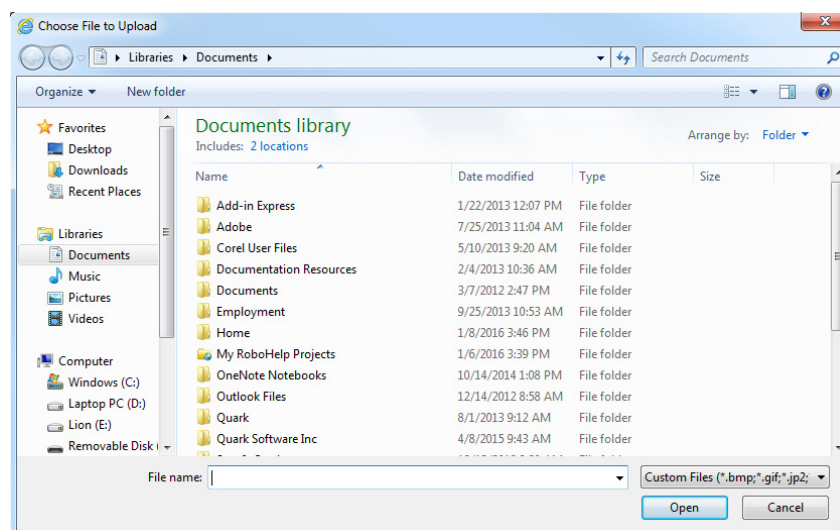 Choose File to Upload
Libraries Documents
Search Documents
Organize New folder
Favorites
Desktop
Downloads
Recent Places
Libraries
Documents
Music
Pictures
Videos
Computer
Windows (C:)
Laptop PC (D:)
Lion (E:)
Removable Disk
Documents library
Includes: 2 locations
Arrange by: Folder
Name Date modified Type Size
Add-in Express 1/22/2013 12:07 PM File folder
Adobe 7/25/2013 11:04 AM File folder
Corel User Files 5/10/2013 9:20 AM File folder
Documentation Resources 2/4/2013 10:36 AM File folder
Documents 3/7/2012 2:47 PM File folder
Employment 9/25/2013 10:53 AM File folder
Home 1/8/2016 3:46 PM File folder
My RoboHelp Projects 1/6/2016 3:39 PM File folder
OneNote Notebooks 10/14/2014 1:08 PM File folder
Outlook Files 12/14/2012 8:58 AM File folder
Quark 8/1/2013 9:12 AM File folder
Quark Software Inc 4/8/2015 9:43 AM File folder
File name: Custom Files (*.bmp;*.gif;*.jp2;
Open Cancel